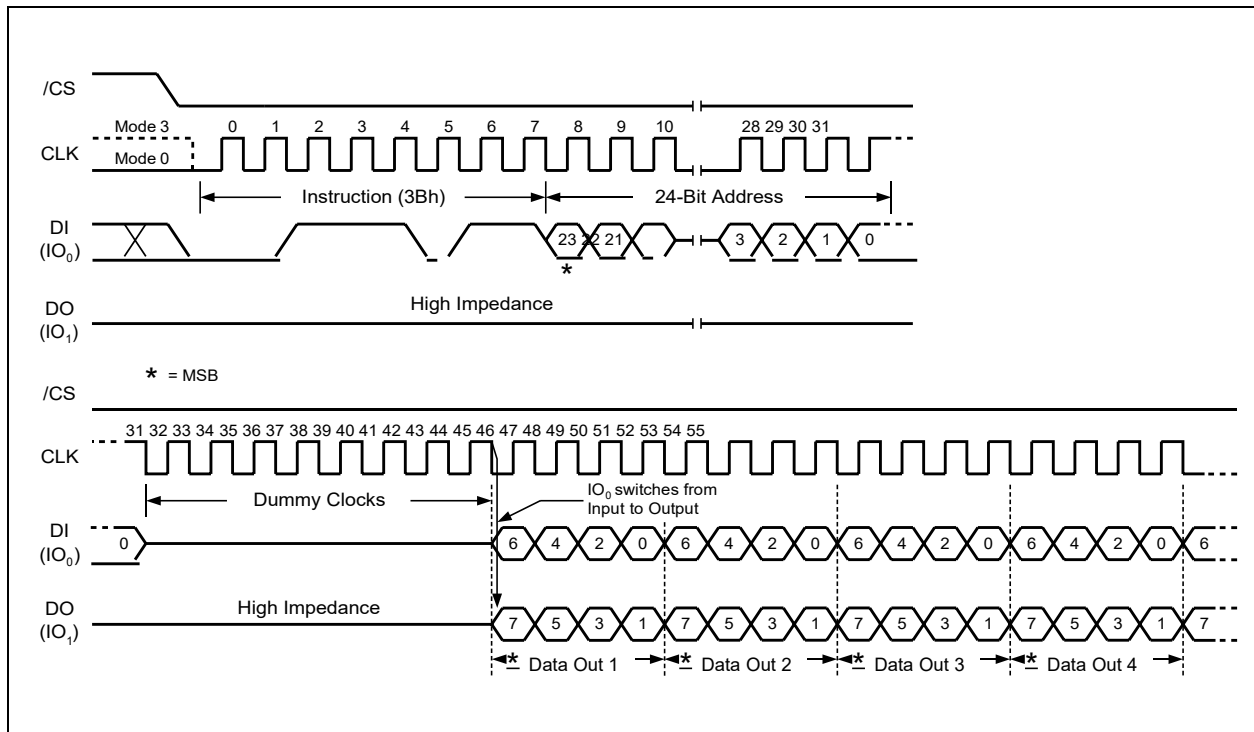 /CS
Mode 3
0 1 2 3 4 5 6 7 8 9 10 28 29 30 31
CLK
Mode 0
Instruction (3Bh) 24-Bit Address
DI
(IO0)
23 22 21 3 2 1 0
*
High Impedance
DO
(IO1)
* = MSB
/CS
31 32 33 34 35 36 37 38 39 40 41 42 43 44 45 46 47 48 49 50 51 52 53 54 55
CLK
Dummy Clocks
IO0 switches from
Input to Output
DI
(IO0)
0 6 4 2 0 6 4 2 0 6 4 2 0 6 4 2 0 6
DO
(IO1)
High Impedance 7 5 3 1 7 5 3 1 7 5 3 1 7 5 3 1 7
* Data Out 1 * Data Out 2 * Data Out 3 * Data Out 4